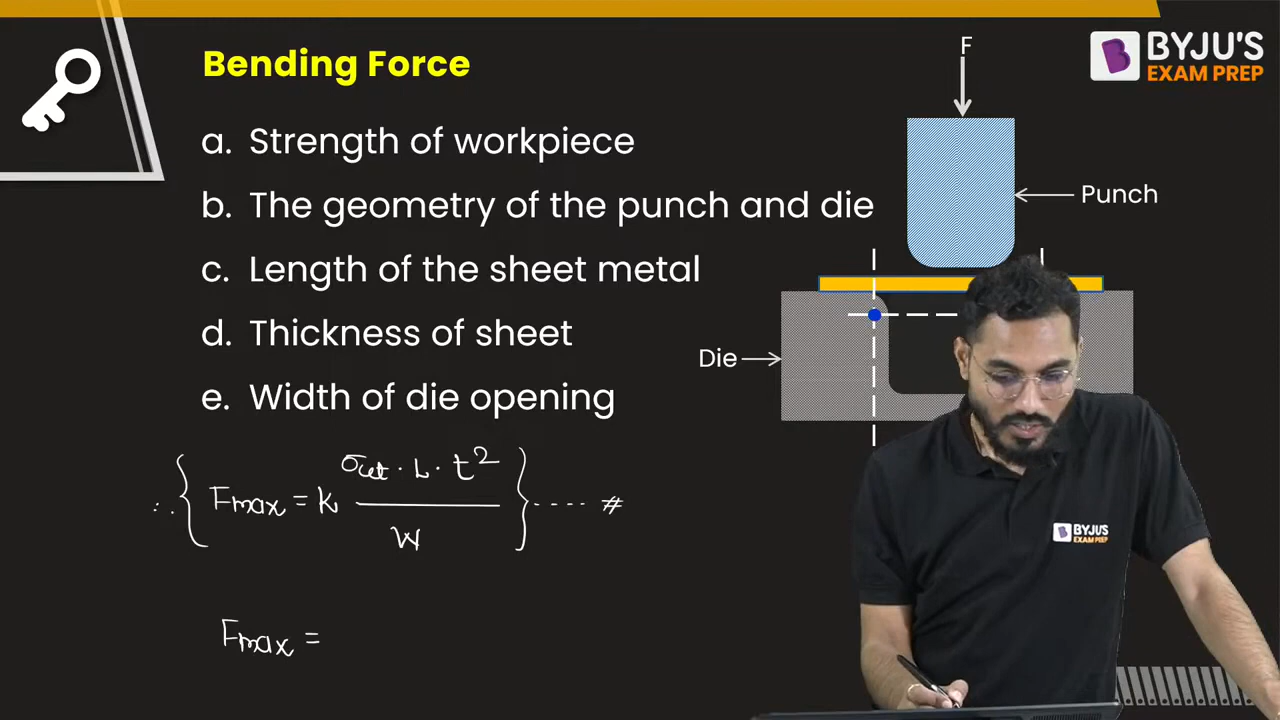 Bending Force
BYJU'S
EXAM PREP
a. Strength of workpiece
b. The geometry of the punch and die
c. Length of the sheet metal
d. Thickness of sheet
e. Width of die opening
F
Punch
Die
∴ { Fmax = k σut · L · t² / W } ---- #
Fmax =
BYJU'S
EXAM PREP